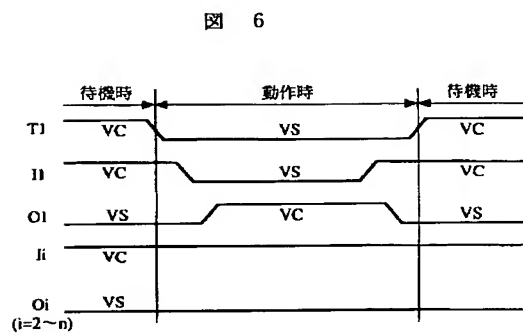 図 6
待機時 動作時 待機時
T1 VC VS VC
I1 VC VS VC
O1 VS VC VS
Ii VC
Oi VS
(i=2～n)